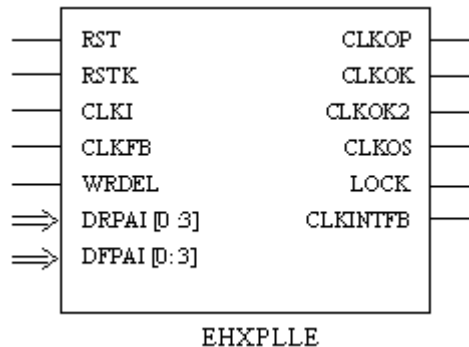 RST
RSTK
CLKI
CLKFB
WRDEL
DRPAI [0 :3]
DFPAI [0: 3]
CLKOP
CLKOK
CLKOK2
CLKOS
LOCK
CLKINTFB
EHXPLLE